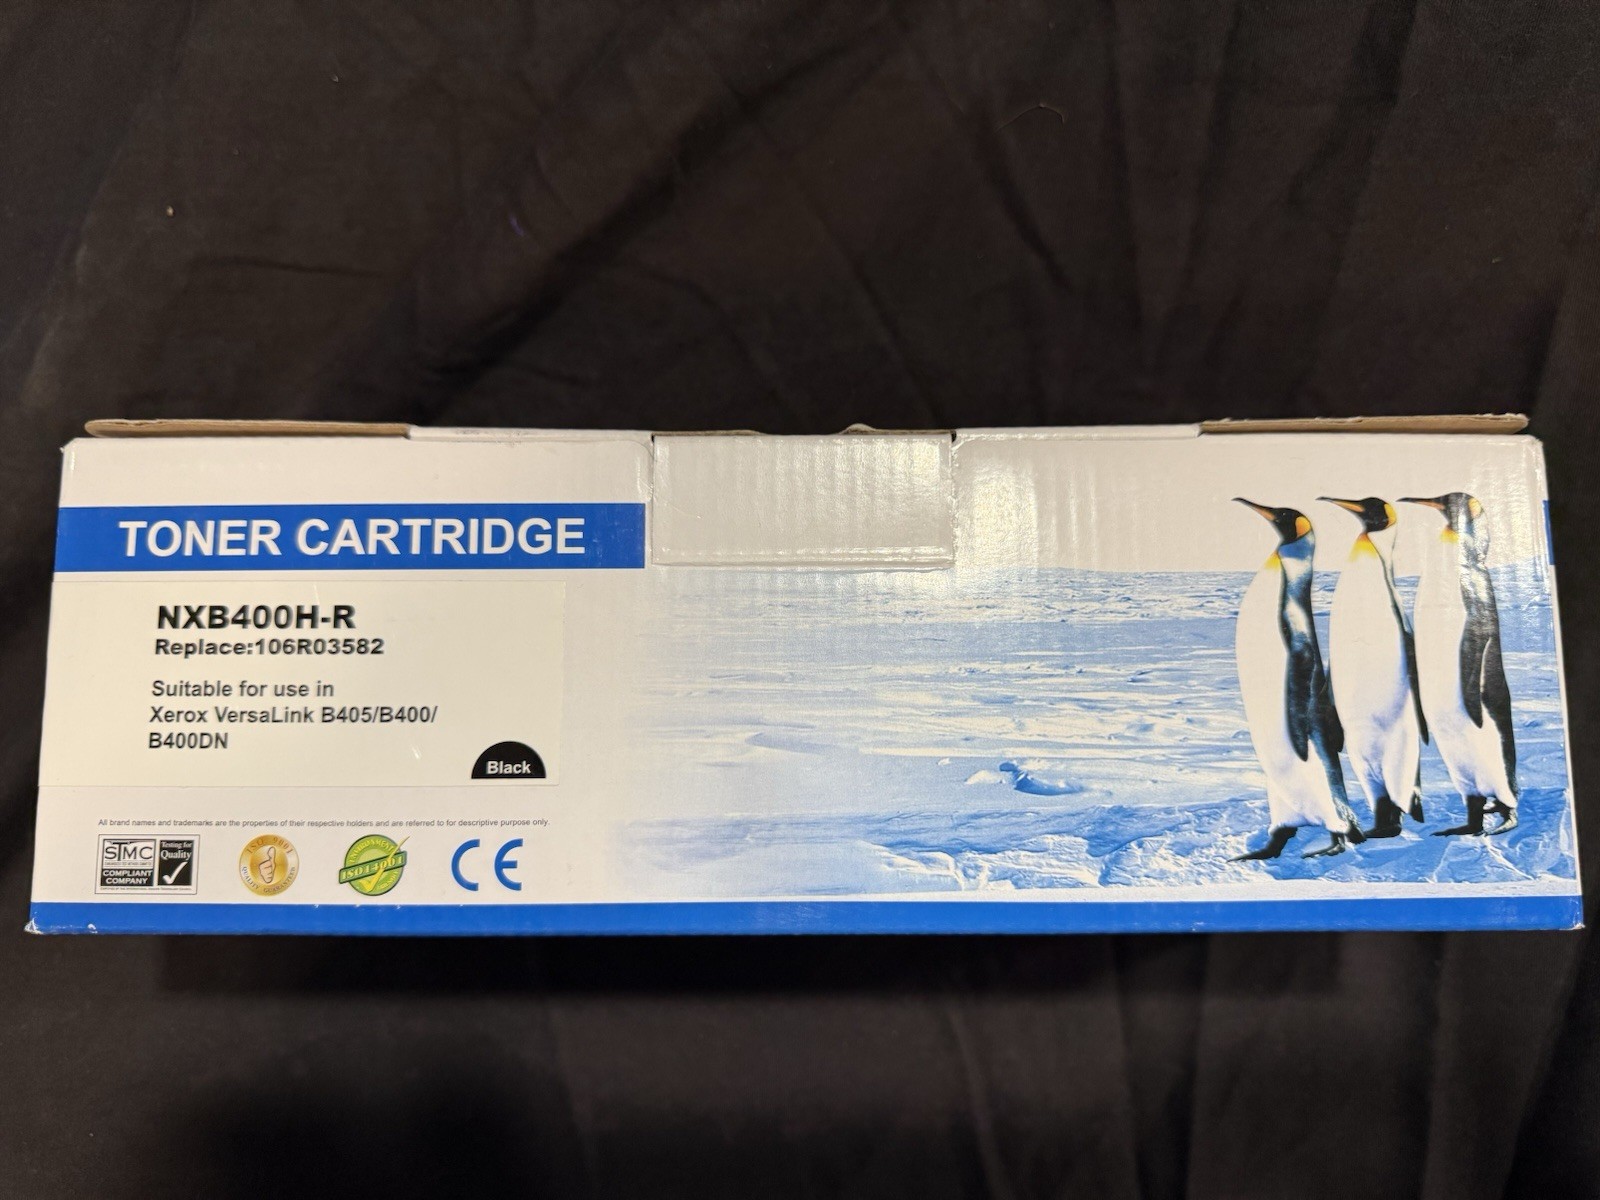 TONER CARTRIDGE
NXB400H-R
Replace:106R03582
Suitable for use in
Xerox VersaLink B405/B400/
B400DN
Black
All brand names and trademarks are the properties of their respective holders and are referred to for descriptive purpose only.
STMC
COMPLIANT
COMPANY
Testing for
Quality
ENVIRONMENT
ISO14001
CE